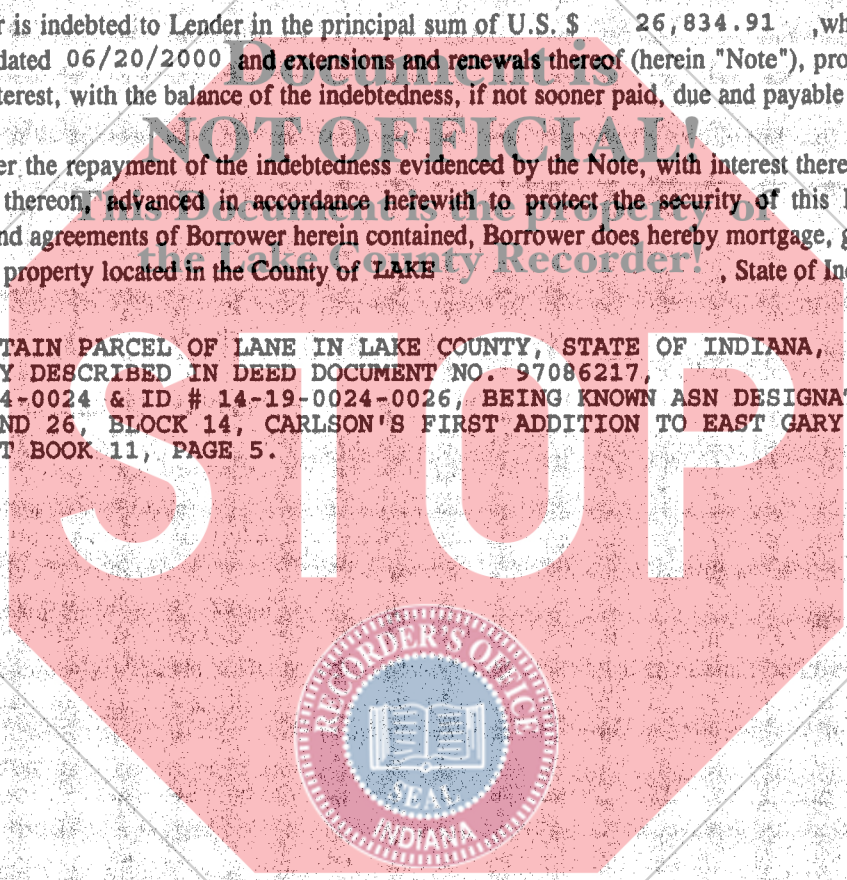 r is indebted to Lender in the principal sum of U.S. $ 26,834.91 ,wh
dated 06/20/2000 and extensions and renewals thereof (herein "Note"), pro
terest, with the balance of the indebtedness, if not sooner paid, due and payable
er the repayment of the indebtedness evidenced by the Note, with interest there
thereon, advanced in accordance herewith to protect the security of this
nd agreements of Borrower herein contained, Borrower does hereby mortgage, g
property located in the County of LAKE , State of In
Document is
NOT OFFICIAL!
This Document is the property of
the Lake County Recorder!
TAIN PARCEL OF LANE IN LAKE COUNTY, STATE OF INDIANA,
Y DESCRIBED IN DEED DOCUMENT NO. 97086217,
4-0024 & ID # 14-19-0024-0026, BEING KNOWN ASN DESIGNAT
ND 26, BLOCK 14, CARLSON'S FIRST ADDITION TO EAST GARY
T BOOK 11, PAGE 5.
STOP
RECORDER'S OFFICE
SEAL
INDIANA